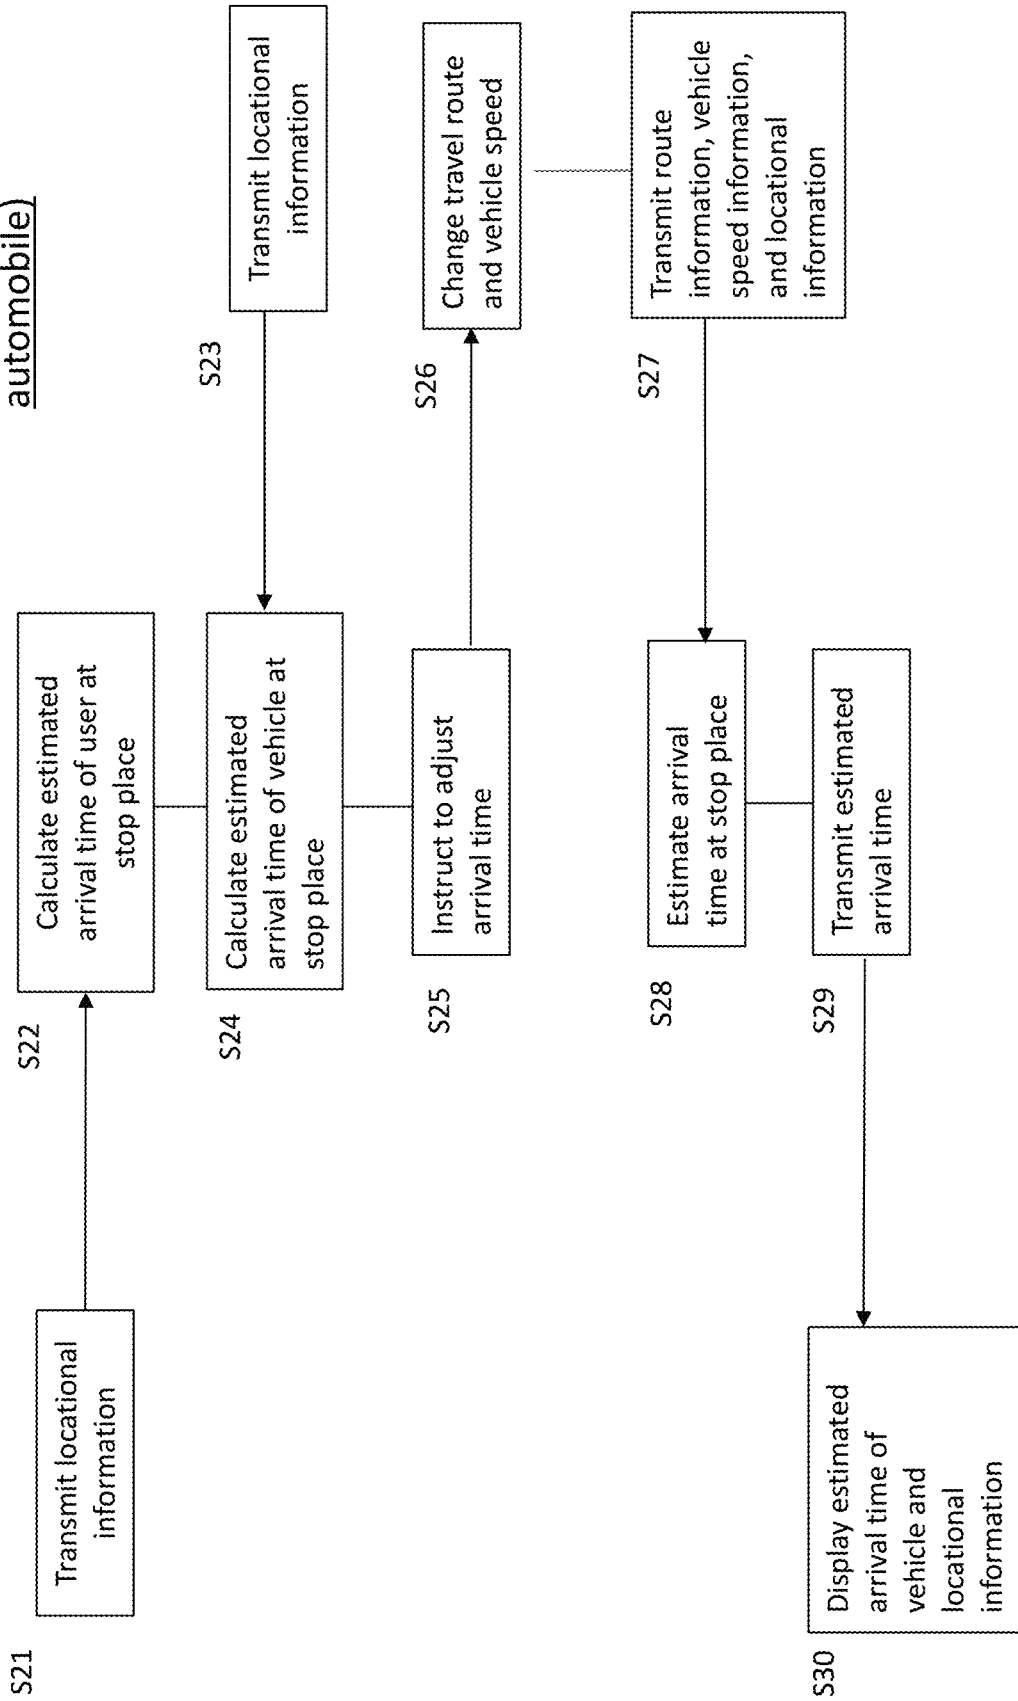 automobile)
S21
Transmit locational
information
S22
Calculate estimated
arrival time of user at
stop place
S23
Transmit locational
information
S24
Calculate estimated
arrival time of vehicle at
stop place
S25
Instruct to adjust
arrival time
S26
Change travel route
and vehicle speed
S27
Transmit route
information, vehicle
speed information,
and locational
information
S28
Estimate arrival
time at stop place
S29
Transmit estimated
arrival time
S30
Display estimated
arrival time of
vehicle and
locational
information